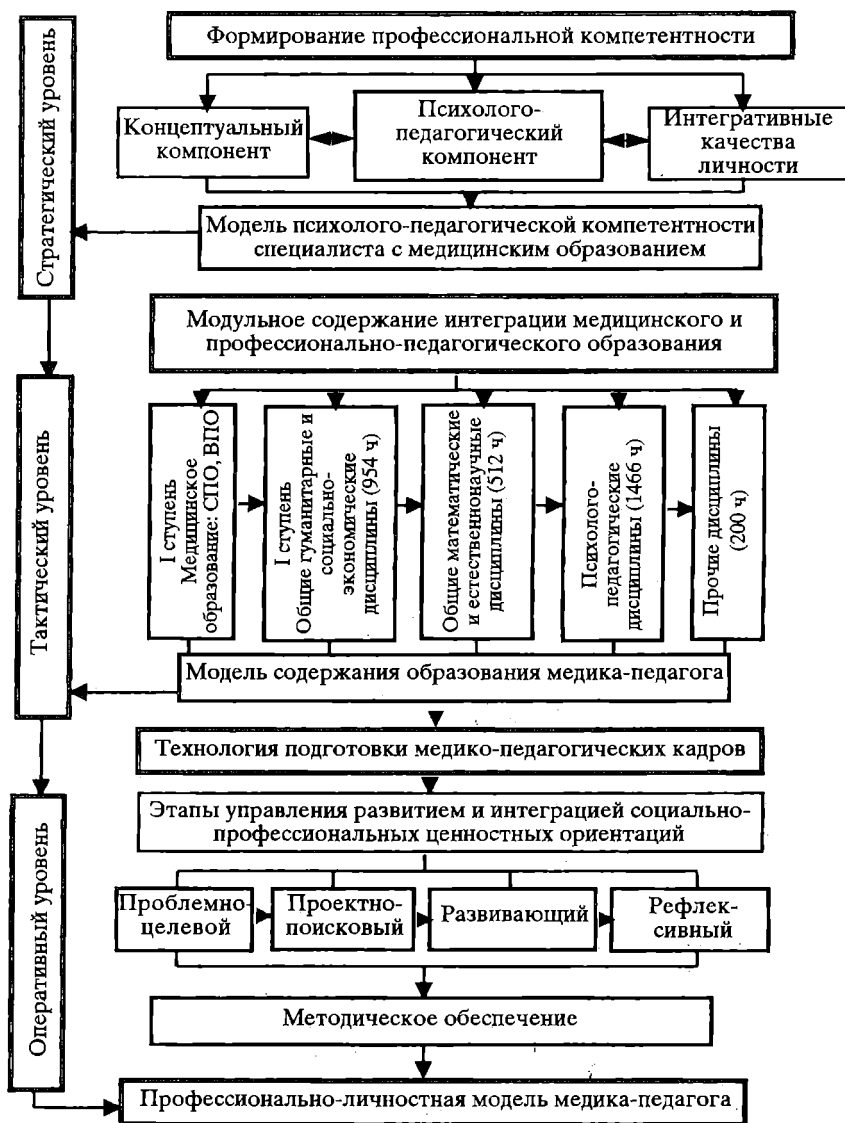 Стратегический уровень
Формирование профессиональной компетентности
Концептуальный
компонент
Психолого-
педагогический
компонент
Интегративные
качества
личности
Модель психолого-педагогической компетентности
специалиста с медицинским образованием
Тактический уровень
Модульное содержание интеграции медицинского и
профессионально-педагогического образования
I ступень
Медицинское
образование: СПО, ВПО
I ступень
Общие гуманитарные и
социально-
экономические
дисциплины (954 ч)
Общие математические
и естественнонаучные
дисциплины (512 ч)
Психолого-
педагогические
дисциплины (1466 ч)
Прочие дисциплины
(200 ч)
Модель содержания образования медика-педагога
Оперативный уровень
Технология подготовки медико-педагогических кадров
Этапы управления развитием и интеграцией социально-
профессиональных ценностных ориентаций
Проблемно-
целевой
Проектно-
поисковый
Развивающий
Рефлек-
сивный
Методическое обеспечение
Профессионально-личностная модель медика-педагога